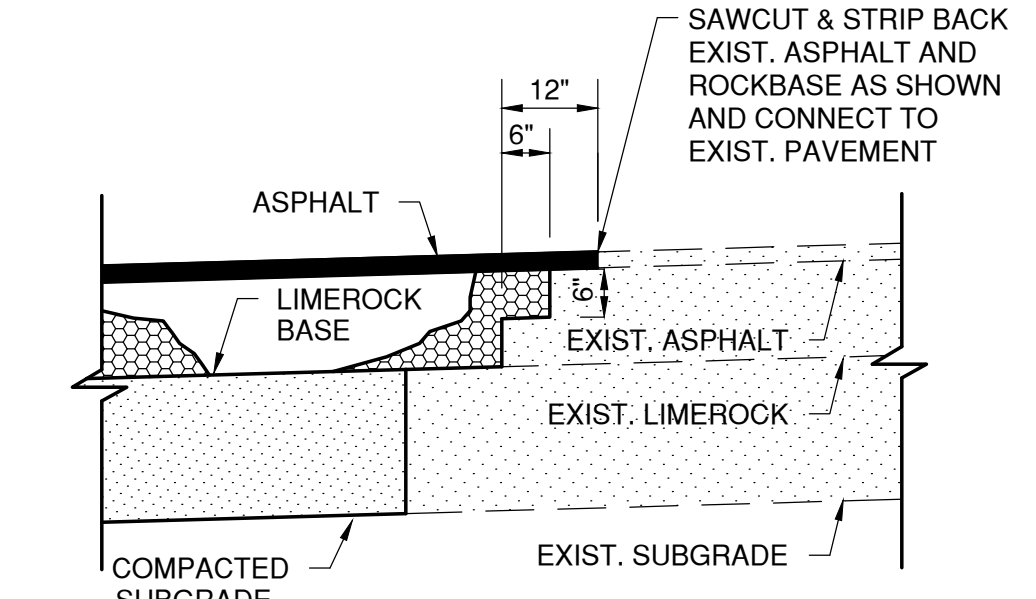 SAWCUT & STRIP BACK
EXIST. ASPHALT AND
ROCKBASE AS SHOWN
AND CONNECT TO
EXIST. PAVEMENT
12"
6"
ASPHALT
LIMEROCK
BASE
6"
EXIST. ASPHALT
EXIST. LIMEROCK
EXIST. SUBGRADE
COMPACTED
SUBGRADE